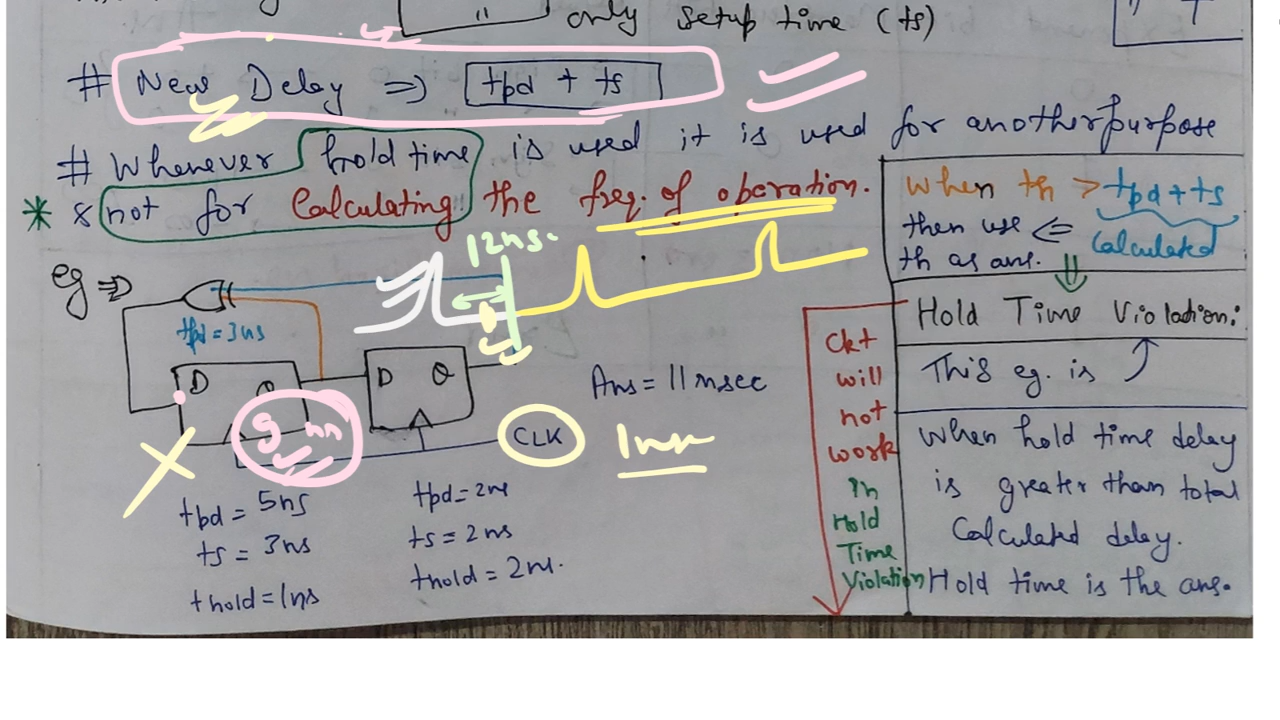 only setup time (ts)
# New Delay ⇒ tpd + ts
# Whenever hold time is used it is used for another purpose
* & not for Calculating the freq. of operation.
When th > tpd + ts
then use ⇐ Calculated
th as ans.
12ns.
eg ⇒
tpd = 3ns
Hold Time Violation:
D Q
D Q
Ans = 11 nsec
This eg. is
CLK
Ckt
will
not
work
in
Hold
Time
Violation
When hold time delay
is greater than total
Calculated delay.
Hold time is the ans.
tpd = 5ns
ts = 3ns
thold = 1ns
tpd = 2ns
ts = 2ns
thold = 2ns.